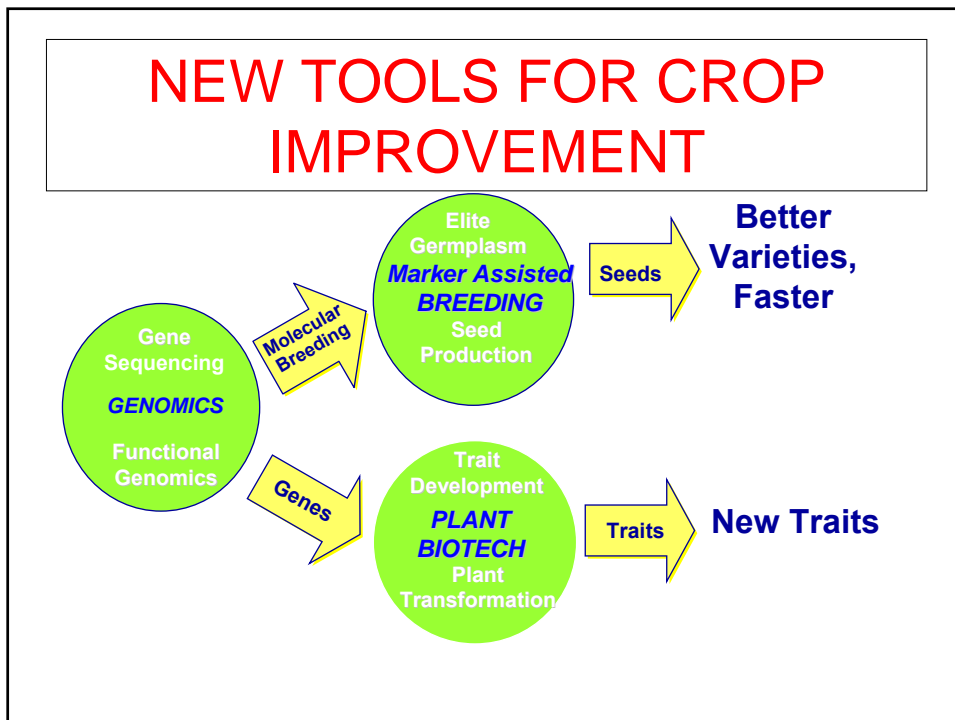 NEW TOOLS FOR CROP
IMPROVEMENT
Gene
Sequencing
GENOMICS
Functional
Genomics
Molecular
Breeding
Elite
Germplasm
Marker Assisted
BREEDING
Seed
Production
Seeds
Better
Varieties,
Faster
Genes
Trait
Development
PLANT
BIOTECH
Plant
Transformation
Traits
New Traits